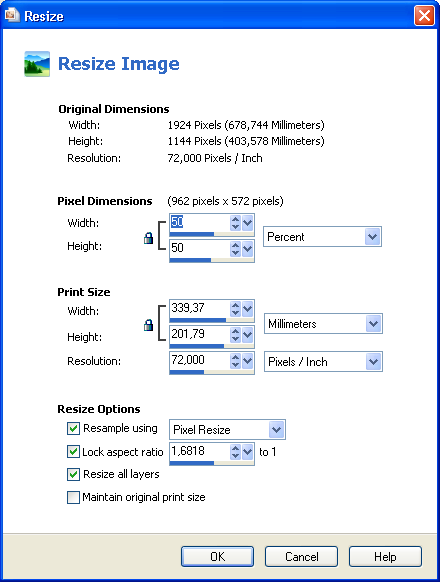 Resize
Resize Image
Original Dimensions
Width: 1924 Pixels (678,744 Millimeters)
Height: 1144 Pixels (403,578 Millimeters)
Resolution: 72,000 Pixels / Inch
Pixel Dimensions (962 pixels x 572 pixels)
Width: 50
Percent
Height: 50
Print Size
Width: 339,37
Millimeters
Height: 201,79
Resolution: 72,000 Pixels / Inch
Resize Options
Resample using Pixel Resize
Lock aspect ratio 1,6818 to 1
Resize all layers
Maintain original print size
OK Cancel Help